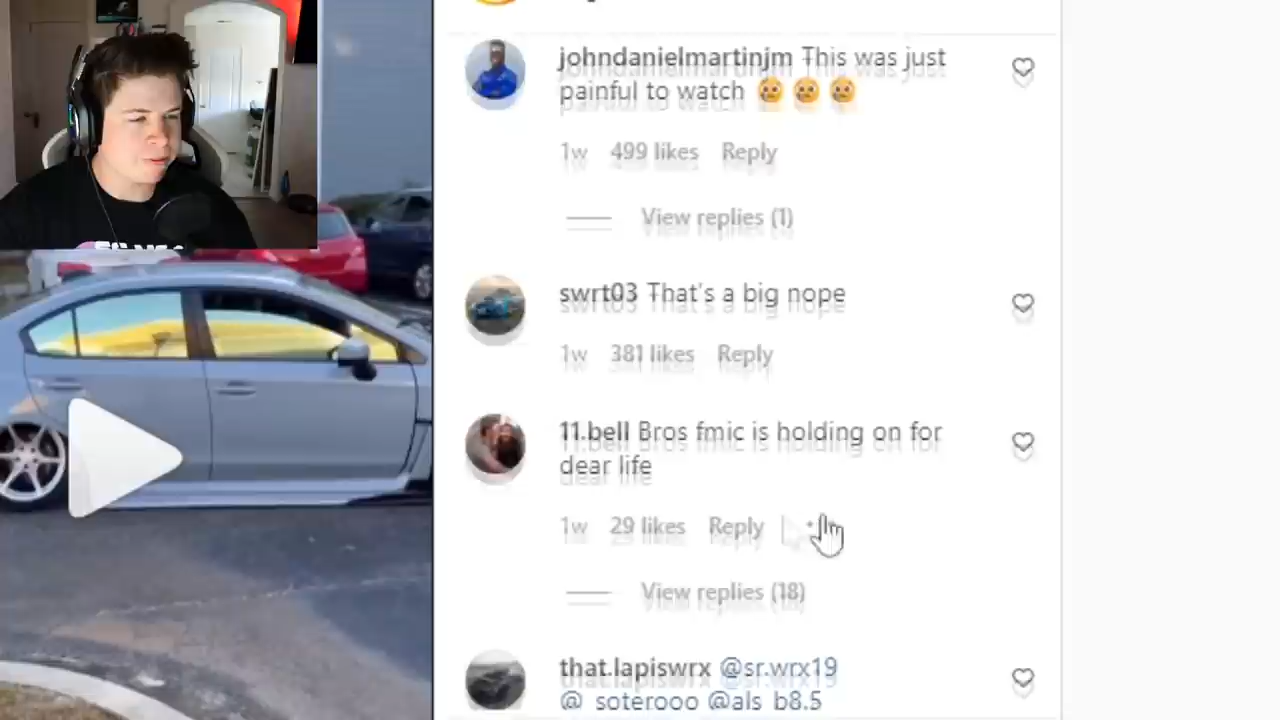 johndanielmartinjm This was just
painful to watch 😢 😢 😢
1w 499 likes Reply
View replies (1)
swrt03 That's a big nope
1w 381 likes Reply
11.bell Bros fmic is holding on for
dear life
1w 29 likes Reply
View replies (18)
that.lapiswrx @sr.wrx19
@_soterooo @als_b8.5